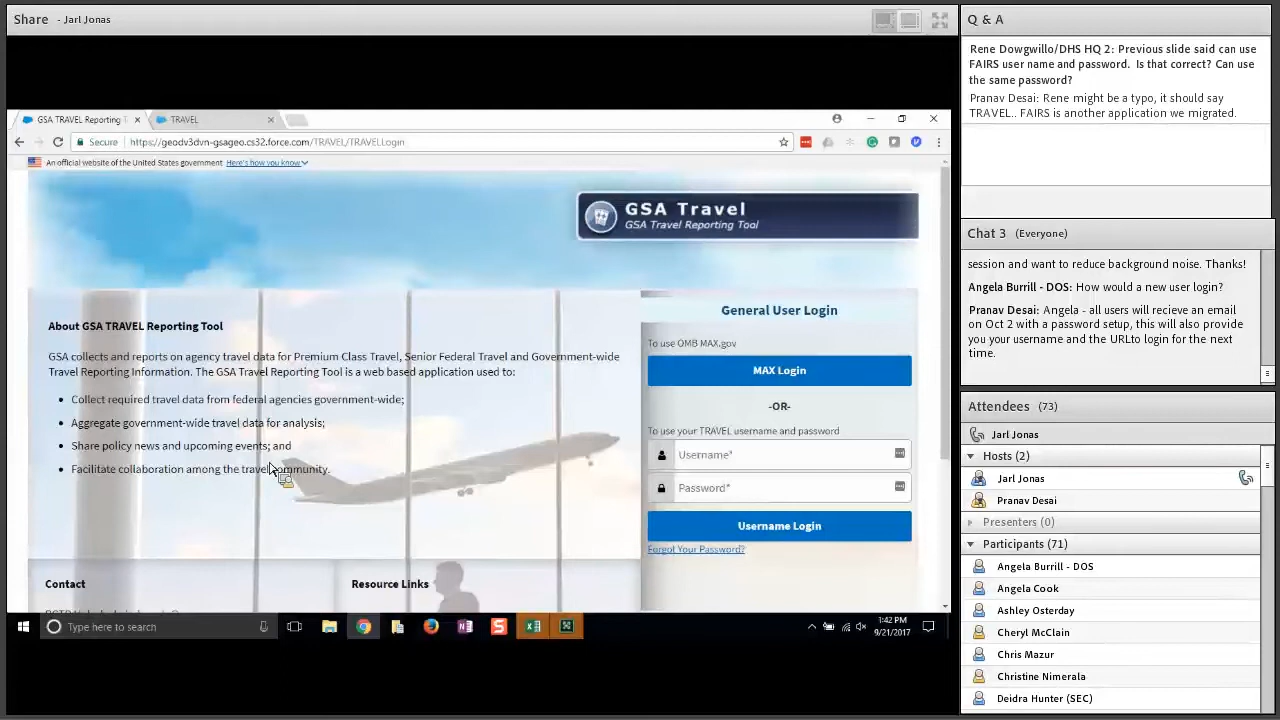 Share - Jarl Jonas
GSA TRAVEL Reporting T
TRAVEL
Secure
https://geodv3dvn-gsageo.cs32.force.com/TRAVEL/TRAVELLogin
An official website of the United States government Here's how you know
GSA Travel
GSA Travel Reporting Tool
About GSA TRAVEL Reporting Tool
GSA collects and reports on agency travel data for Premium Class Travel, Senior Federal Travel and Government-wide
Travel Reporting Information. The GSA Travel Reporting Tool is a web based application used to:
• Collect required travel data from federal agencies government-wide;
• Aggregate government-wide travel data for analysis;
• Share policy news and upcoming events; and
• Facilitate collaboration among the travel community.
Contact
Resource Links
General User Login
To use OMB MAX.gov
MAX Login
-OR-
To use your TRAVEL username and password
Username*
Password*
Username Login
Forgot Your Password?
Type here to search
1:42 PM
9/21/2017
Q & A
Rene Dowgwillo/DHS HQ 2: Previous slide said can use
FAIRS user name and password. Is that correct? Can use
the same password?
Pranav Desai: Rene might be a typo, it should say
TRAVEL.. FAIRS is another application we migrated.
Chat 3 (Everyone)
session and want to reduce background noise. Thanks!
Angela Burrill - DOS: How would a new user login?
Pranav Desai: Angela - all users will recieve an email
on Oct 2 with a password setup, this will also provide
you your username and the URLto login for the next
time.
Attendees (73)
Jarl Jonas
Hosts (2)
Jarl Jonas
Pranav Desai
Presenters (0)
Participants (71)
Angela Burrill - DOS
Angela Cook
Ashley Osterday
Cheryl McClain
Chris Mazur
Christine Nimerala
Deidra Hunter (SEC)